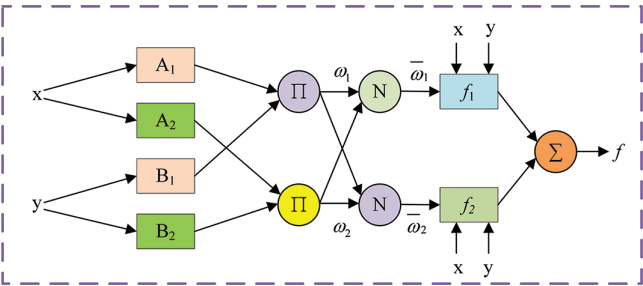 x y
A₁ ω₁ ω̅₁
Π N f₁
x
A₂
Σ f
B₁
y
Π N f₂
B₂ ω₂ ω̅₂
x y